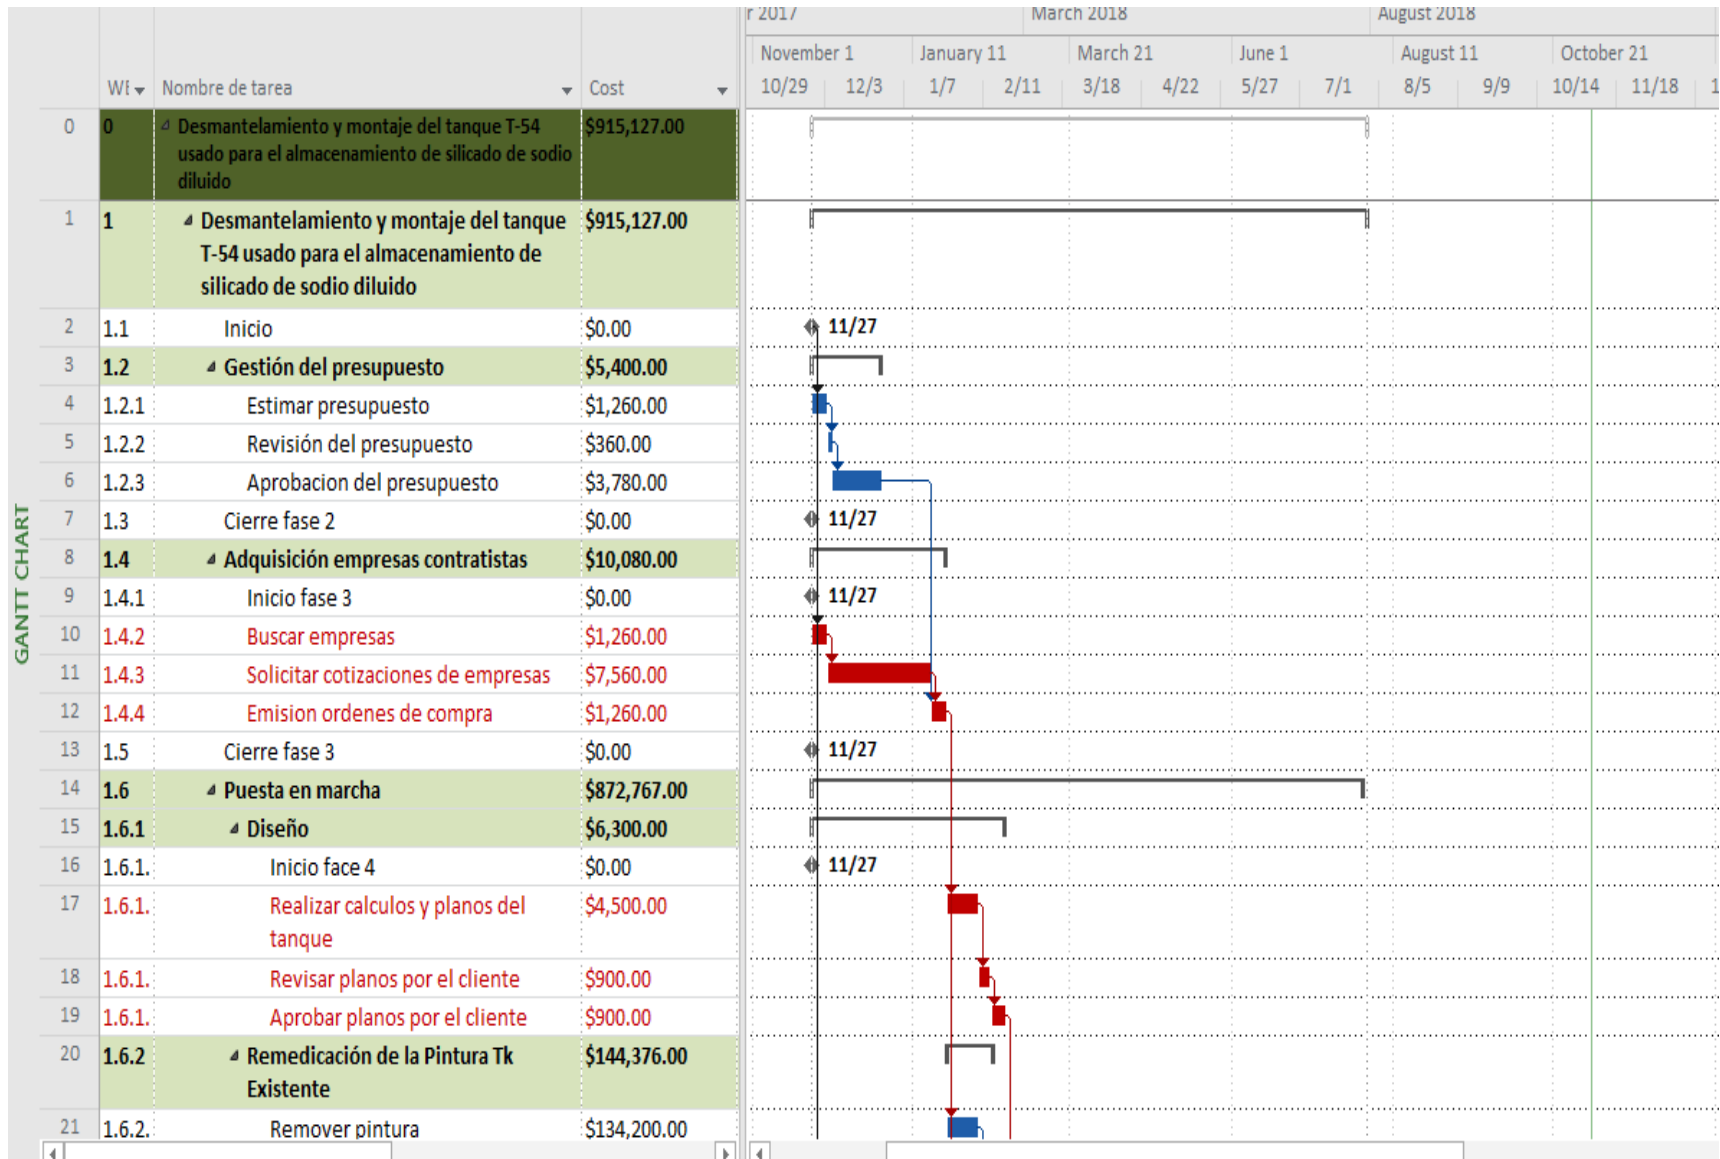 r 2017 March 2018 August 2018
November 1 January 11 March 21 June 1 August 11 October 21
WE Nombre de tarea Cost 10/29 12/3 1/7 2/11 3/18 4/22 5/27 7/1 8/5 9/9 10/14 11/18 1
0 0 Desmantelamiento y montaje del tanque T-54 $915,127.00
usado para el almacenamiento de silicado de sodio
diluido
1 1 Desmantelamiento y montaje del tanque $915,127.00
T-54 usado para el almacenamiento de
silicado de sodio diluido
2 1.1 Inicio $0.00 11/27
3 1.2 Gestión del presupuesto $5,400.00
4 1.2.1 Estimar presupuesto $1,260.00
5 1.2.2 Revisión del presupuesto $360.00
6 1.2.3 Aprobacion del presupuesto $3,780.00
7 1.3 Cierre fase 2 $0.00 11/27
8 1.4 Adquisición empresas contratistas $10,080.00
9 1.4.1 Inicio fase 3 $0.00 11/27
10 1.4.2 Buscar empresas $1,260.00
11 1.4.3 Solicitar cotizaciones de empresas $7,560.00
12 1.4.4 Emision ordenes de compra $1,260.00
13 1.5 Cierre fase 3 $0.00 11/27
14 1.6 Puesta en marcha $872,767.00
15 1.6.1 Diseño $6,300.00
16 1.6.1. Inicio face 4 $0.00 11/27
17 1.6.1. Realizar calculos y planos del $4,500.00
tanque
18 1.6.1. Revisar planos por el cliente $900.00
19 1.6.1. Aprobar planos por el cliente $900.00
20 1.6.2 Remedicación de la Pintura Tk $144,376.00
Existente
21 1.6.2. Remover pintura $134,200.00
GANTT CHART